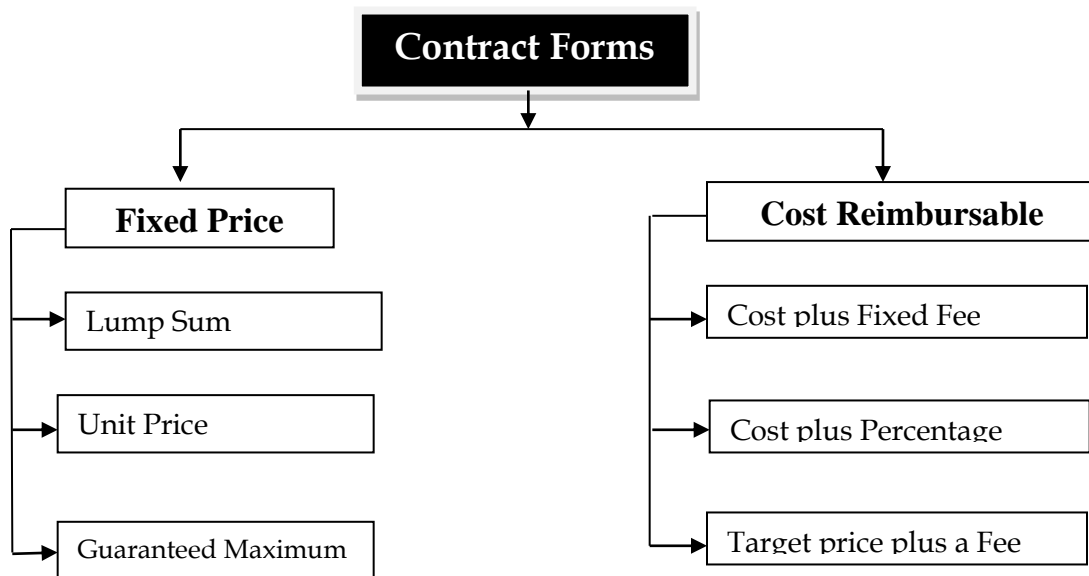 Contract Forms
Fixed Price
Lump Sum
Unit Price
Guaranteed Maximum
Cost Reimbursable
Cost plus Fixed Fee
Cost plus Percentage
Target price plus a Fee